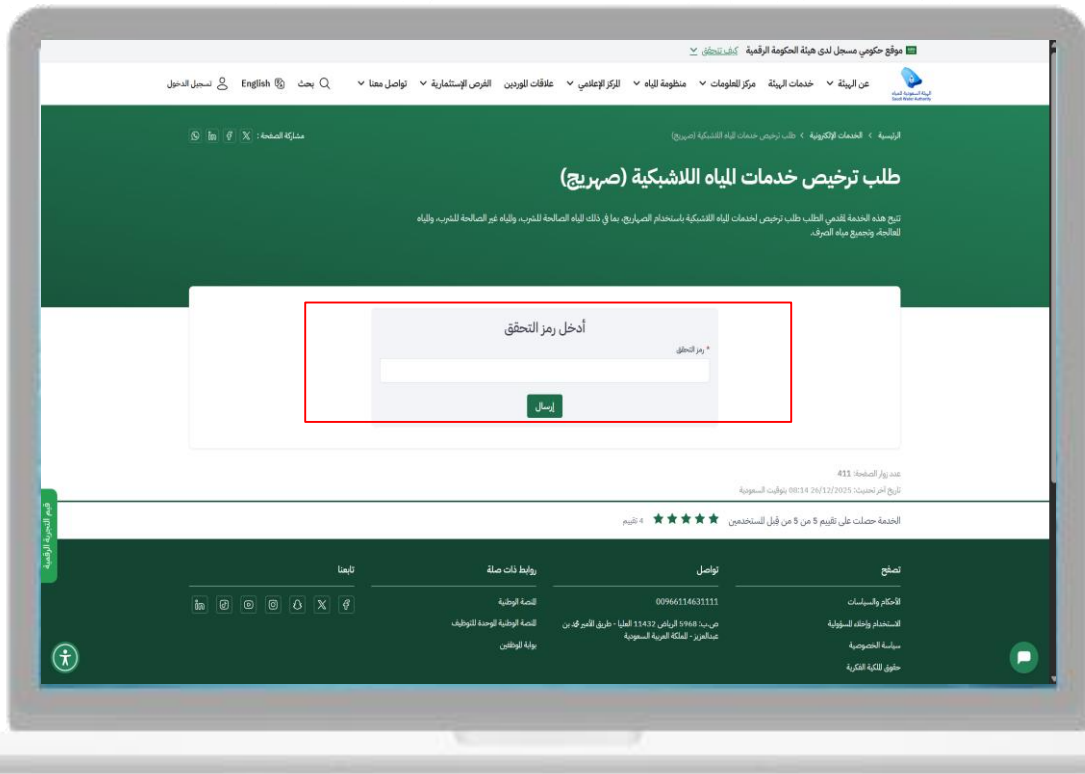 موقع حكومي مسجل لدى هيئة الحكومة الرقمية كيف تتحقق
الهيئة السعودية للمياه
Saudi Water Authority
عن الهيئة
خدمات الهيئة
مركز المعلومات
منظومة المياه
المركز الإعلامي
علاقات الموردين
الفرص الإستثمارية
تواصل معنا
بحث
English
تسجيل الدخول
الرئيسية > الخدمات الإلكترونية > طلب ترخيص خدمات المياه اللاشبكية (صهريج)
مشاركة الصفحة :
طلب ترخيص خدمات المياه اللاشبكية (صهريج)
تتيح هذه الخدمة لمقدمي الطلب طلب ترخيص لخدمات المياه اللاشبكية باستخدام الصهاريج، بما في ذلك المياه الصالحة للشرب، والمياه غير الصالحة للشرب، والمياه
المعالجة، وتجميع مياه الصرف.
أدخل رمز التحقق
* رمز التحقق
إرسال
عدد زوار الصفحة: 411
تاريخ آخر تحديث: 26/12/2025 08:14 بتوقيت السعودية
الخدمة حصلت على تقييم 5 من 5 من قبل المستخدمين ★★★★★ 4 تقييم
قيم التجربة الرقمية
تصفح
الأحكام والسياسات
الاستخدام وإخلاء المسؤولية
سياسة الخصوصية
حقوق الملكية الفكرية
تواصل
00966114631111
ص.ب: 5968 الرياض 11432 العليا - طريق الأمير محمد بن
عبدالعزيز - المملكة العربية السعودية
روابط ذات صلة
المنصة الوطنية
المنصة الوطنية الموحدة للتوظيف
بوابة الموظفين
تابعنا